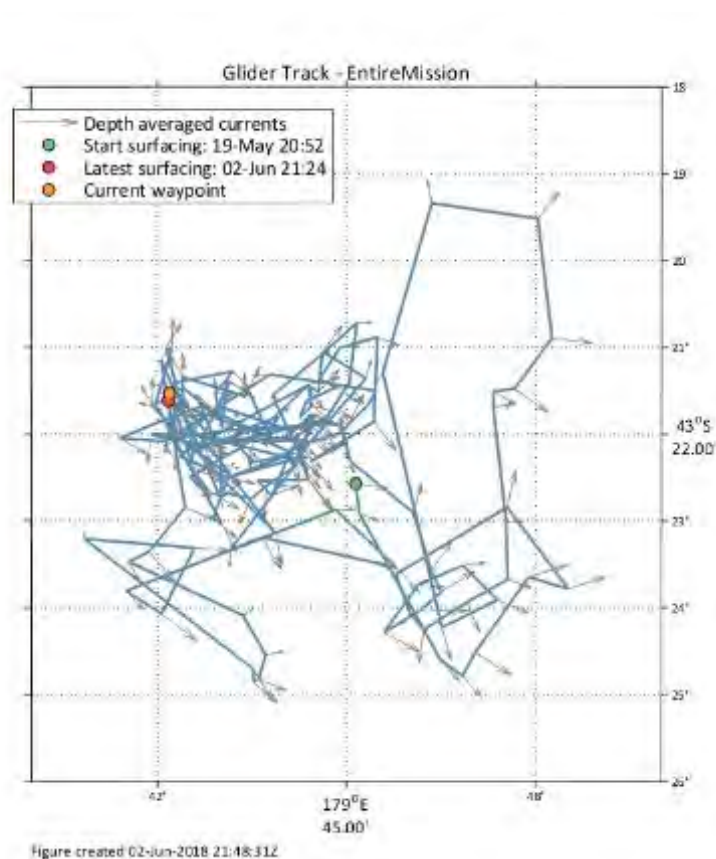 Glider Track - EntireMission
Depth averaged currents
Start surfacing: 19-May 20:52
Latest surfacing: 02-Jun 21:24
Current waypoint
18'
19'
20'
21'
43°S
22.00'
23'
24'
25'
26'
42'
179°E
45.00'
48'
Figure created 02-Jun-2018 21:48:31Z